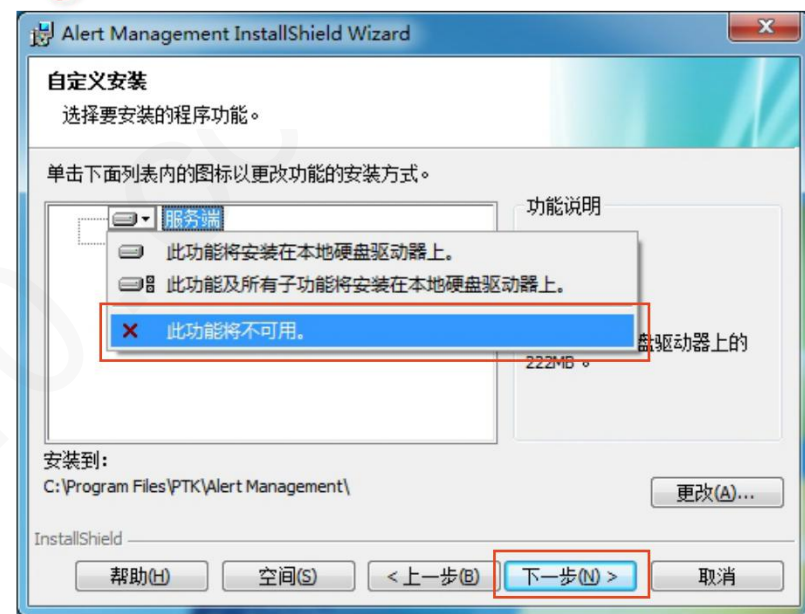 Alert Management InstallShield Wizard
自定义安装
选择要安装的程序功能。
单击下面列表内的图标以更改功能的安装方式。
服务端
功能说明
此功能将安装在本地硬盘驱动器上。
此功能及所有子功能将安装在本地硬盘驱动器上。
此功能将不可用。
盘驱动器上的
222MB。
安装到:
C:\Program Files\PTK\Alert Management\
更改(A)...
InstallShield
帮助(H)
空间(S)
< 上一步(B)
下一步(N) >
取消